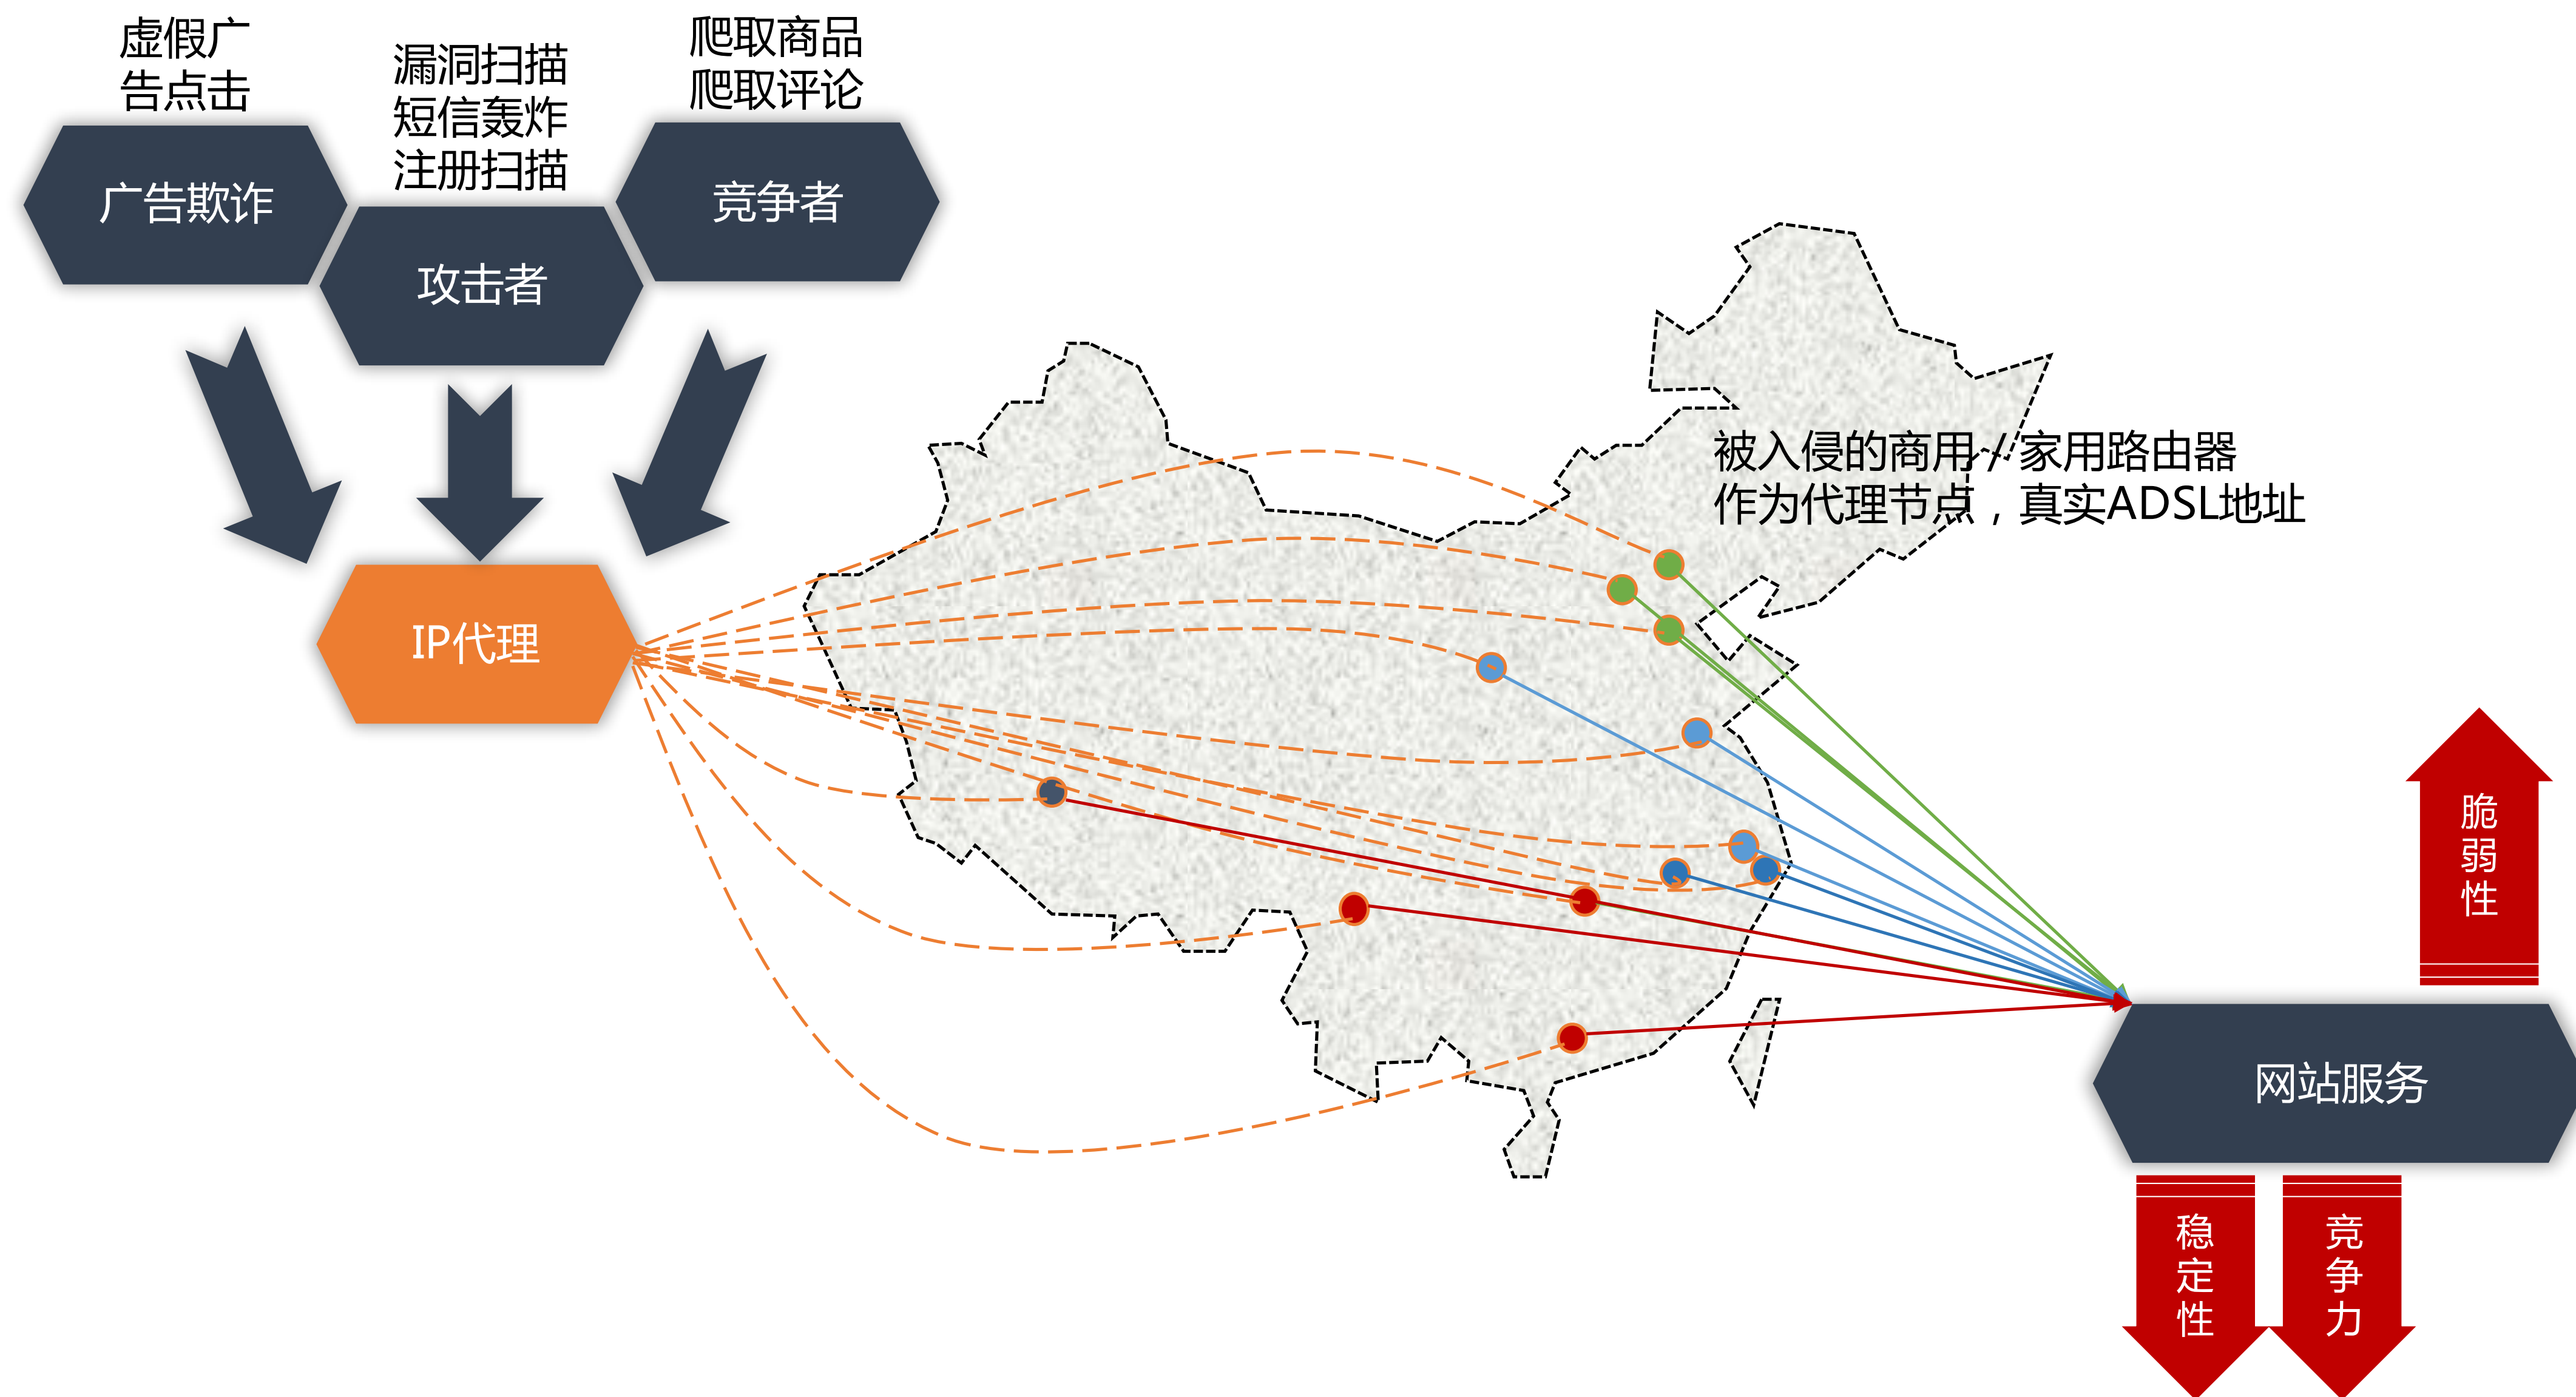 虚假广
告点击
漏洞扫描
短信轰炸
注册扫描
爬取商品
爬取评论
广告欺诈
攻击者
竞争者
IP代理
被入侵的商用 / 家用路由器
作为代理节点，真实ADSL地址
脆弱性
网站服务
稳定性
竞争力